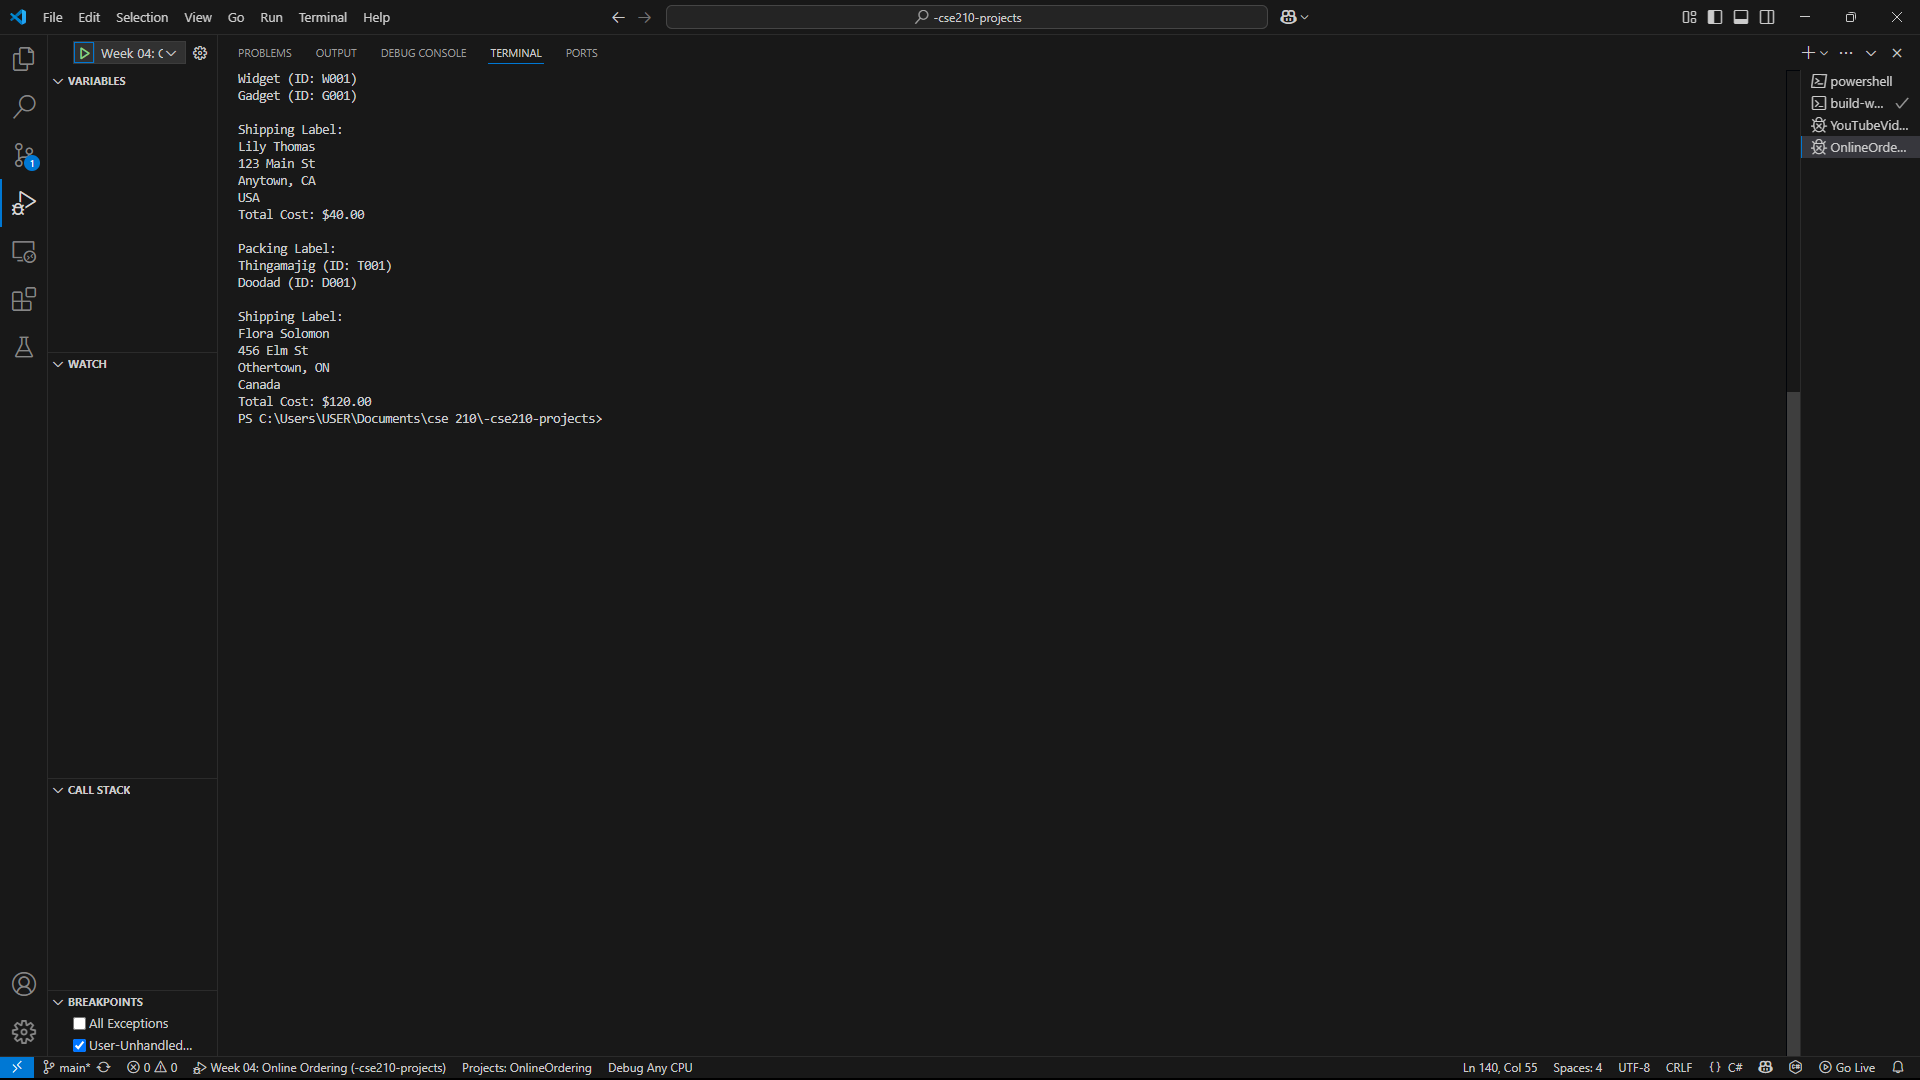 File Edit Selection View Go Run Terminal Help
-cse210-projects
Week 04: C
PROBLEMS OUTPUT DEBUG CONSOLE TERMINAL PORTS
VARIABLES
WATCH
CALL STACK
BREAKPOINTS
All Exceptions
User-Unhandled...
1
Widget (ID: W001)
Gadget (ID: G001)
Shipping Label:
Lily Thomas
123 Main St
Anytown, CA
USA
Total Cost: $40.00
Packing Label:
Thingamajig (ID: T001)
Doodad (ID: D001)
Shipping Label:
Flora Solomon
456 Elm St
Othertown, ON
Canada
Total Cost: $120.00
PS C:\Users\USER\Documents\cse 210\-cse210-projects>
powershell
build-w...
YouTubeVid...
OnlineOrde...
main* 0 0 Week 04: Online Ordering (-cse210-projects) Projects: OnlineOrdering Debug Any CPU Ln 140, Col 55 Spaces: 4 UTF-8 CRLF {} C# Go Live